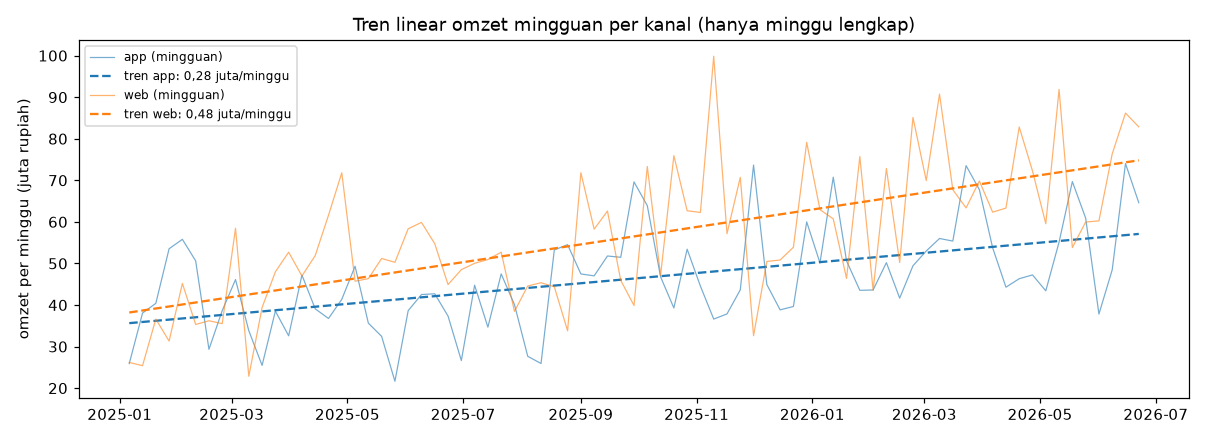 Tren linear omzet mingguan per kanal (hanya minggu lengkap)
app (mingguan)
tren app: 0,28 juta/minggu
web (mingguan)
tren web: 0,48 juta/minggu
omzet per minggu (juta rupiah)
100
90
80
70
60
50
40
30
20
2025-01 2025-03 2025-05 2025-07 2025-09 2025-11 2026-01 2026-03 2026-05 2026-07